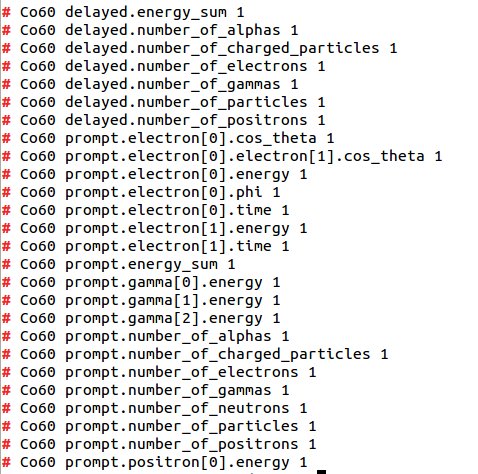 # Co60 delayed.energy_sum 1
# Co60 delayed.number_of_alphas 1
# Co60 delayed.number_of_charged_particles 1
# Co60 delayed.number_of_electrons 1
# Co60 delayed.number_of_gammas 1
# Co60 delayed.number_of_particles 1
# Co60 delayed.number_of_positrons 1
# Co60 prompt.electron[0].cos_theta 1
# Co60 prompt.electron[0].electron[1].cos_theta 1
# Co60 prompt.electron[0].energy 1
# Co60 prompt.electron[0].phi 1
# Co60 prompt.electron[0].time 1
# Co60 prompt.electron[1].energy 1
# Co60 prompt.electron[1].time 1
# Co60 prompt.energy_sum 1
# Co60 prompt.gamma[0].energy 1
# Co60 prompt.gamma[1].energy 1
# Co60 prompt.gamma[2].energy 1
# Co60 prompt.number_of_alphas 1
# Co60 prompt.number_of_charged_particles 1
# Co60 prompt.number_of_electrons 1
# Co60 prompt.number_of_gammas 1
# Co60 prompt.number_of_neutrons 1
# Co60 prompt.number_of_particles 1
# Co60 prompt.number_of_positrons 1
# Co60 prompt.positron[0].energy 1